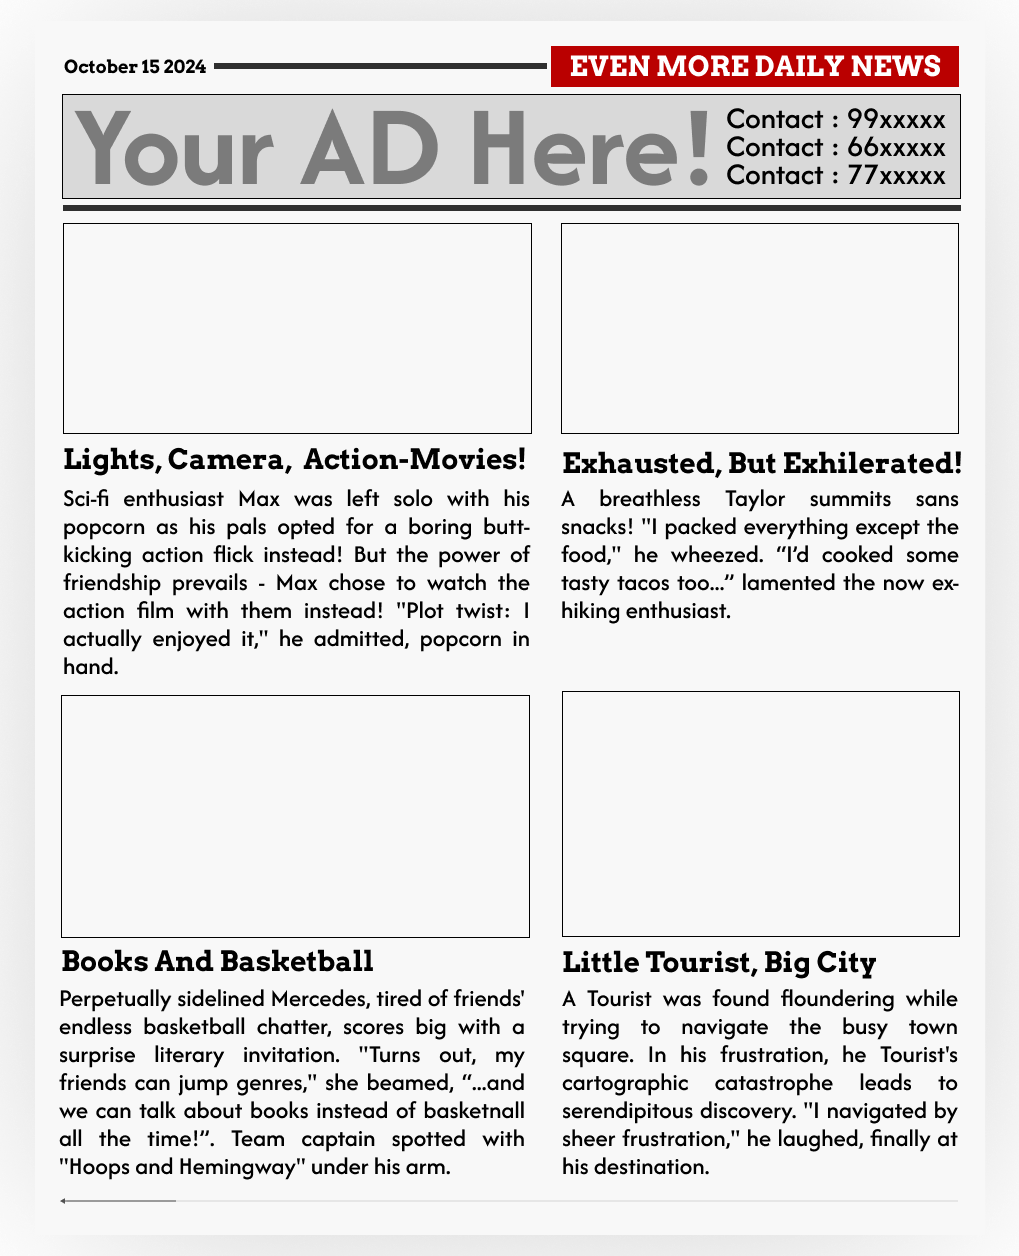 October 15 2024
EVEN MORE DAILY NEWS
Your AD Here!
Contact : 99xxxxx
Contact : 66xxxxx
Contact : 77xxxxx
Lights, Camera, Action-Movies!
Sci-fi enthusiast Max was left solo with his
popcorn as his pals opted for a boring butt-
kicking action flick instead! But the power of
friendship prevails - Max chose to watch the
action film with them instead! "Plot twist: I
actually enjoyed it," he admitted, popcorn in
hand.
Exhausted, But Exhilerated!
A breathless Taylor summits sans
snacks! "I packed everything except the
food," he wheezed. “I’d cooked some
tasty tacos too...” lamented the now ex-
hiking enthusiast.
Books And Basketball
Perpetually sidelined Mercedes, tired of friends'
endless basketball chatter, scores big with a
surprise literary invitation. "Turns out, my
friends can jump genres," she beamed, “...and
we can talk about books instead of basketnall
all the time!”. Team captain spotted with
"Hoops and Hemingway" under his arm.
Little Tourist, Big City
A Tourist was found floundering while
trying to navigate the busy town
square. In his frustration, he Tourist's
cartographic catastrophe leads to
serendipitous discovery. "I navigated by
sheer frustration," he laughed, finally at
his destination.